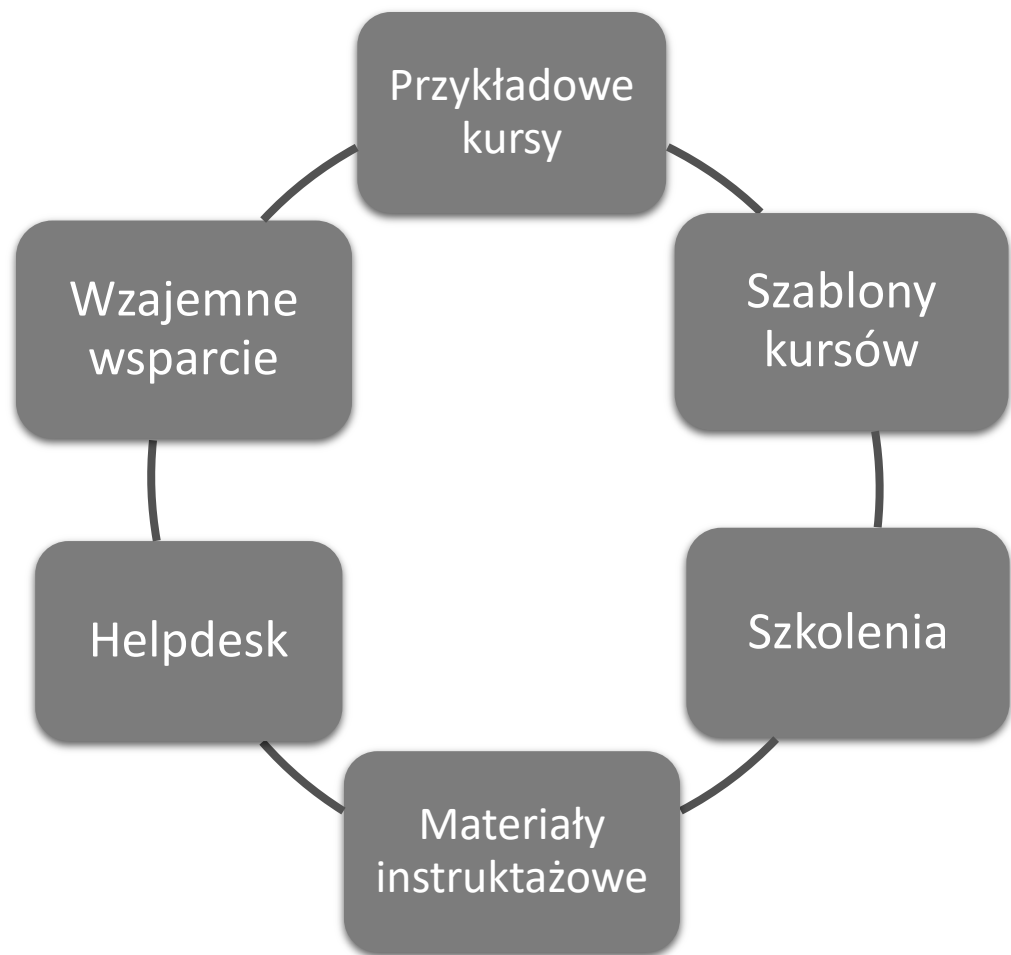 Przykładowe
kursy
Szablony
kursów
Szkolenia
Materiały
instruktażowe
Helpdesk
Wzajemne
wsparcie